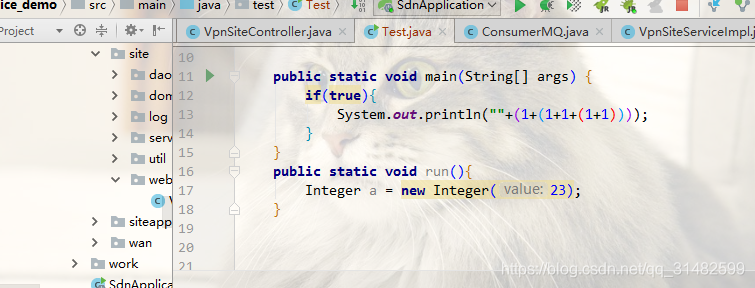 ice_demo src main java test Test SdnApplication
Project VpnSiteController.java Test.java ConsumerMQ.java VpnSiteServiceImpl.j
site
dao
dom
log
serv
util
web
siteapp
wan
work
SdnApplica
10
11 public static void main(String[] args) {
12 if(true){
13 System.out.println(""+(1+(1+1+(1+1))));
14 }
15 }
16 public static void run(){
17 Integer a = new Integer( value: 23);
18 }
19
20
21
https://blog.csdn.net/qq_31482599